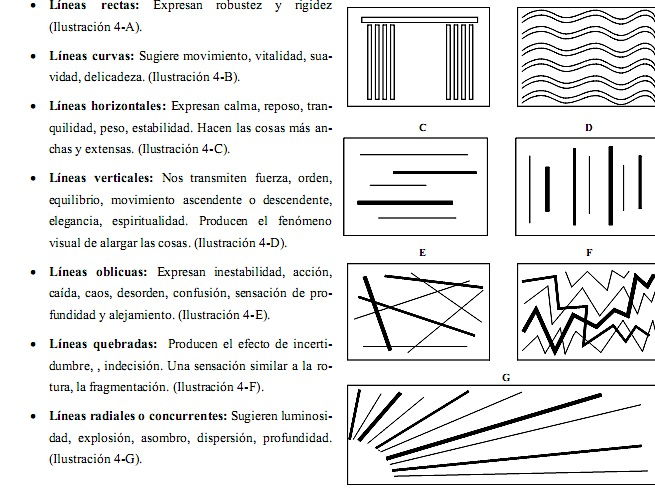 • Líneas rectas: Expresan robustez y rigidez
(Ilustración 4-A).
• Líneas curvas: Sugiere movimiento, vitalidad, sua-
vidad, delicadeza. (Ilustración 4-B).
• Líneas horizontales: Expresan calma, reposo, tran-
quilidad, peso, estabilidad. Hacen las cosas más an-
chas y extensas. (Ilustración 4-C).
• Líneas verticales: Nos transmiten fuerza, orden,
equilibrio, movimiento ascendente o descendente,
elegancia, espiritualidad. Producen el fenómeno
visual de alargar las cosas. (Ilustración 4-D).
• Líneas oblicuas: Expresan inestabilidad, acción,
caída, caos, desorden, confusión, sensación de pro-
fundidad y alejamiento. (Ilustración 4-E).
• Líneas quebradas: Producen el efecto de incerti-
dumbre, , indecisión. Una sensación similar a la ro-
tura, la fragmentación. (Ilustración 4-F).
• Líneas radiales o concurrentes: Sugieren luminosi-
dad, explosión, asombro, dispersión, profundidad.
(Ilustración 4-G).
C
D
E
F
G